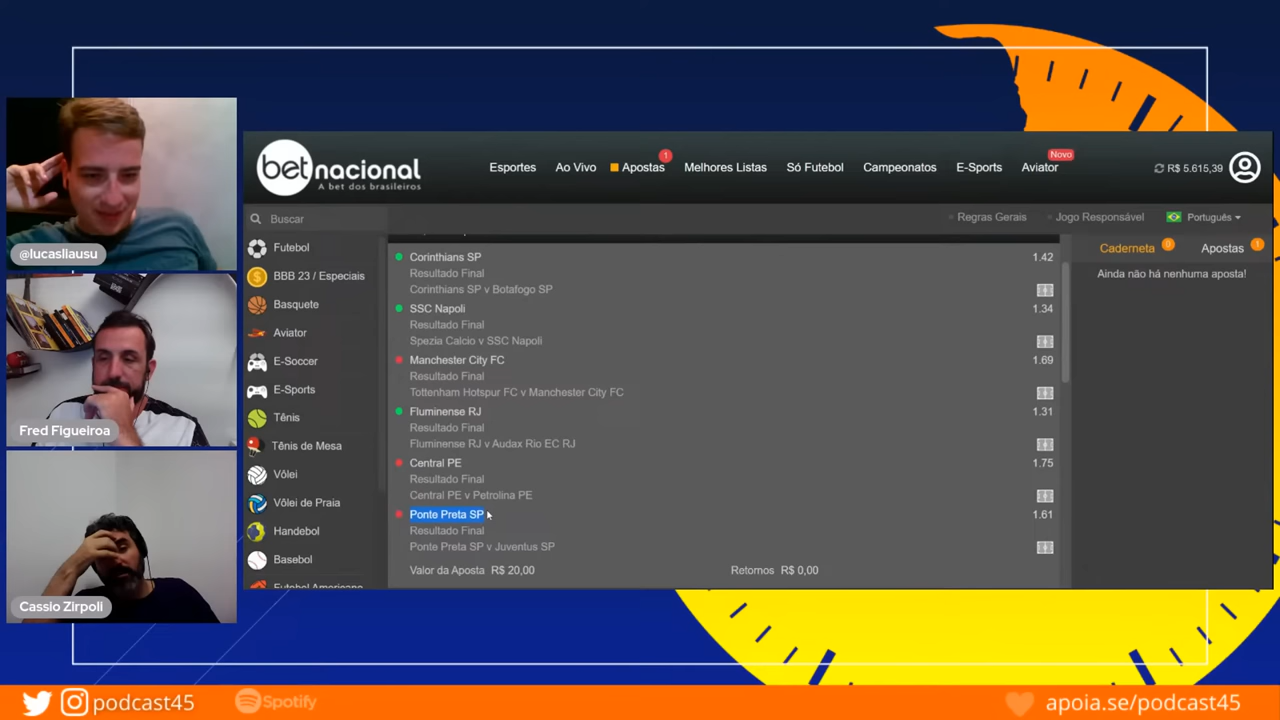 @lucasllausu
Fred Figueiroa
Cassio Zirpoli
betnacional
A bet dos brasileiros
Esportes
Ao Vivo
Apostas
1
Melhores Listas
Só Futebol
Campeonatos
E-Sports
Aviator
Novo
R$ 5.615,39
Buscar
Regras Gerais
Jogo Responsável
Português
Futebol
BBB 23 / Especiais
Basquete
Aviator
E-Soccer
E-Sports
Tênis
Tênis de Mesa
Vôlei
Vôlei de Praia
Handebol
Basebol
Futebol Americano
Corinthians SP 1.42
Resultado Final
Corinthians SP v Botafogo SP
SSC Napoli 1.34
Resultado Final
Spezia Calcio v SSC Napoli
Manchester City FC 1.69
Resultado Final
Tottenham Hotspur FC v Manchester City FC
Fluminense RJ 1.31
Resultado Final
Fluminense RJ v Audax Rio EC RJ
Central PE 1.75
Resultado Final
Central PE v Petrolina PE
Ponte Preta SP 1.61
Resultado Final
Ponte Preta SP v Juventus SP
Valor da Aposta R$ 20,00 Retornos R$ 0,00
Caderneta 0
Apostas 1
Ainda não há nenhuma aposta!
podcast45
Spotify
apoia.se/podcast45